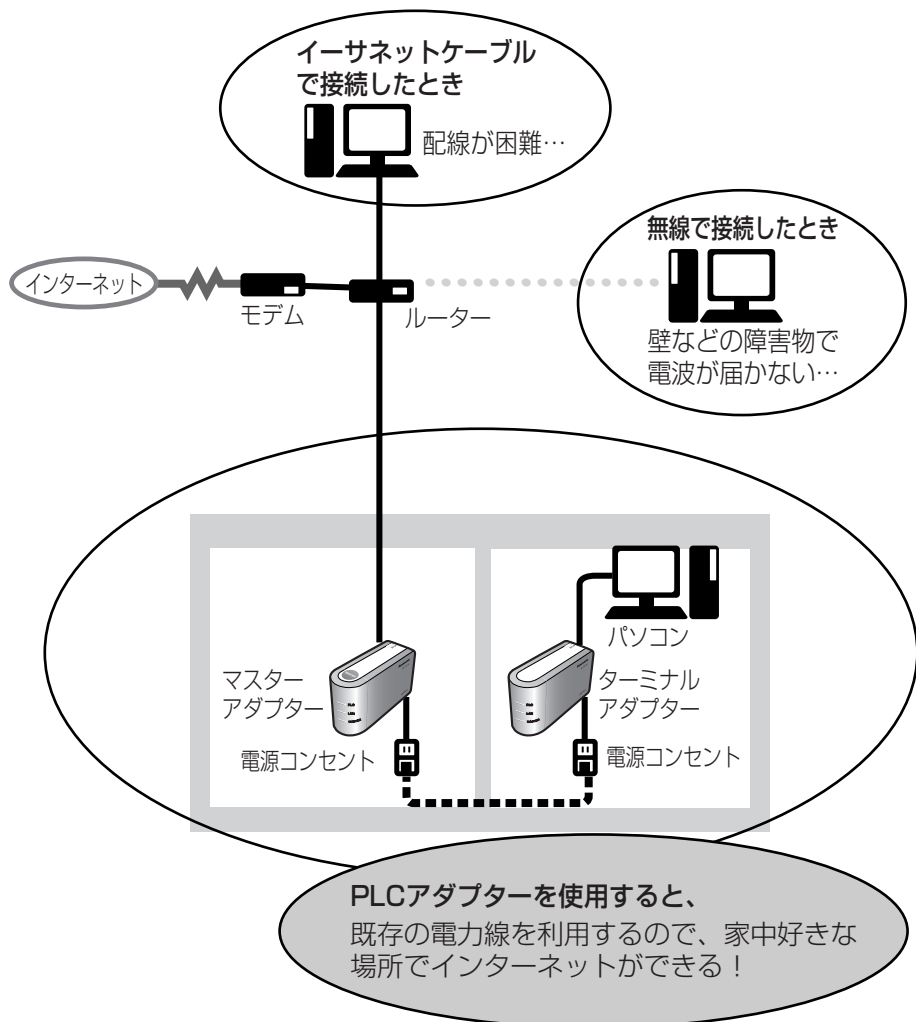 イーサネットケーブル
で接続したとき
配線が困難…
無線で接続したとき
インターネット
モデム
ルーター
壁などの障害物で
電波が届かない…
パソコン
マスター
アダプター
ターミナル
アダプター
電源コンセント
電源コンセント
PLCアダプターを使用すると、
既存の電力線を利用するので、家中好きな
場所でインターネットができる！